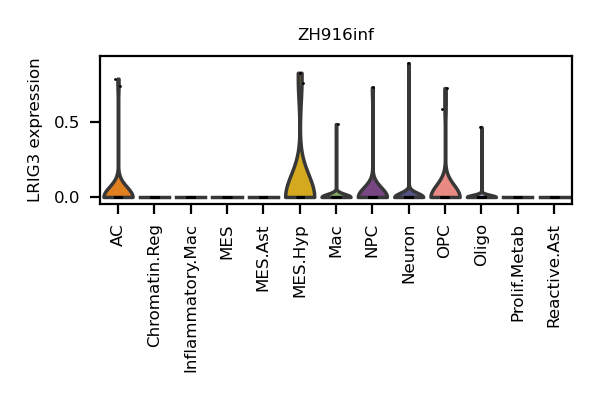 ZH916inf
LRIG3 expression
0.5
0.0
AC
Chromatin.Reg
Inflammatory.Mac
MES
MES.Ast
MES.Hyp
Mac
NPC
Neuron
OPC
Oligo
Prolif.Metab
Reactive.Ast